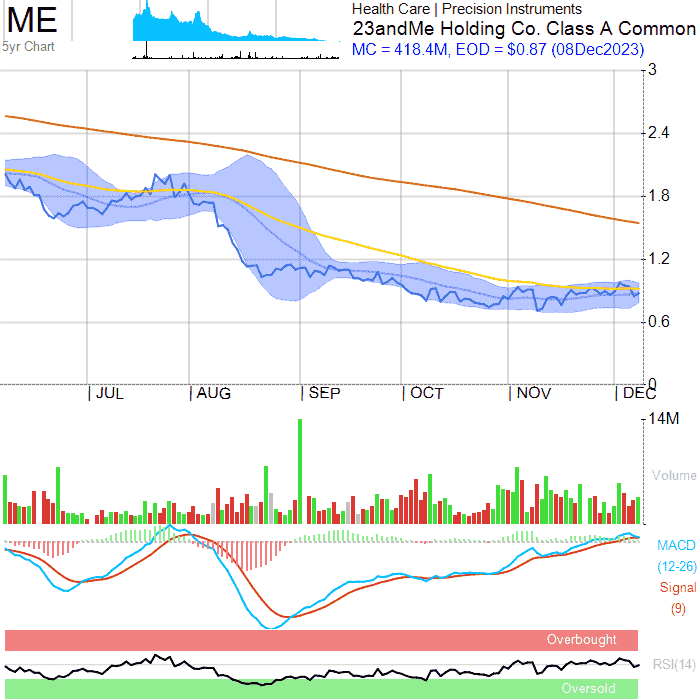 ME
5yr Chart
Health Care | Precision Instruments
23andMe Holding Co. Class A Common
MC = 418.4M, EOD = $0.87 (08Dec2023)
3
2.4
1.8
1.2
0.6
0
| JUL | AUG | SEP | OCT | NOV | DEC
14M
Volume
MACD
(12-26)
Signal
(9)
Overbought
RSI(14)
Oversold